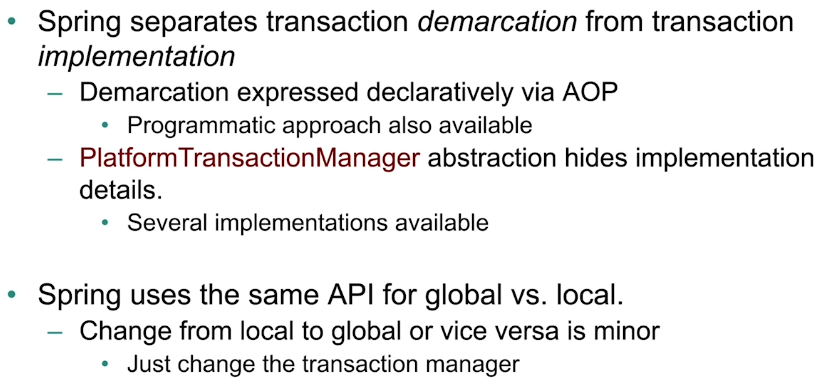 • Spring separates transaction demarcation from transaction
implementation
– Demarcation expressed declaratively via AOP
• Programmatic approach also available
– PlatformTransactionManager abstraction hides implementation
details.
• Several implementations available
• Spring uses the same API for global vs. local.
– Change from local to global or vice versa is minor
• Just change the transaction manager